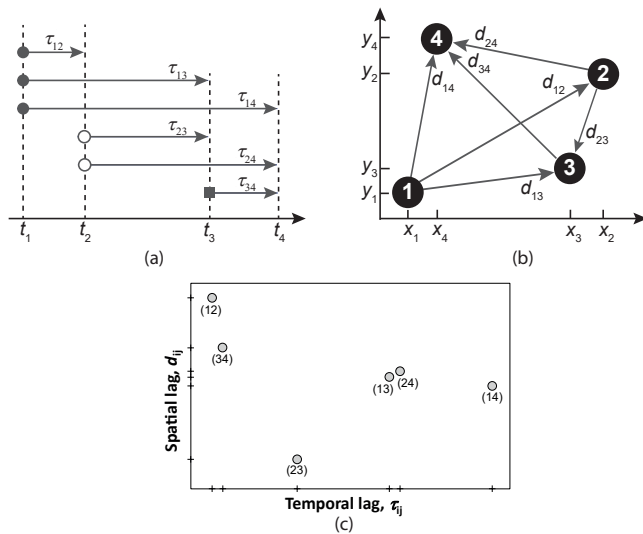 τ12
τ13
τ14
τ23
τ24
τ34
t1 t2 t3 t4
(a)
y4
y2
y3
y1
4
2
3
1
d24
d34
d12
d14
d23
d13
x1 x4 x3 x2
(b)
Spatial lag, dij
(12)
(34)
(13) (24)
(14)
(23)
Temporal lag, τij
(c)